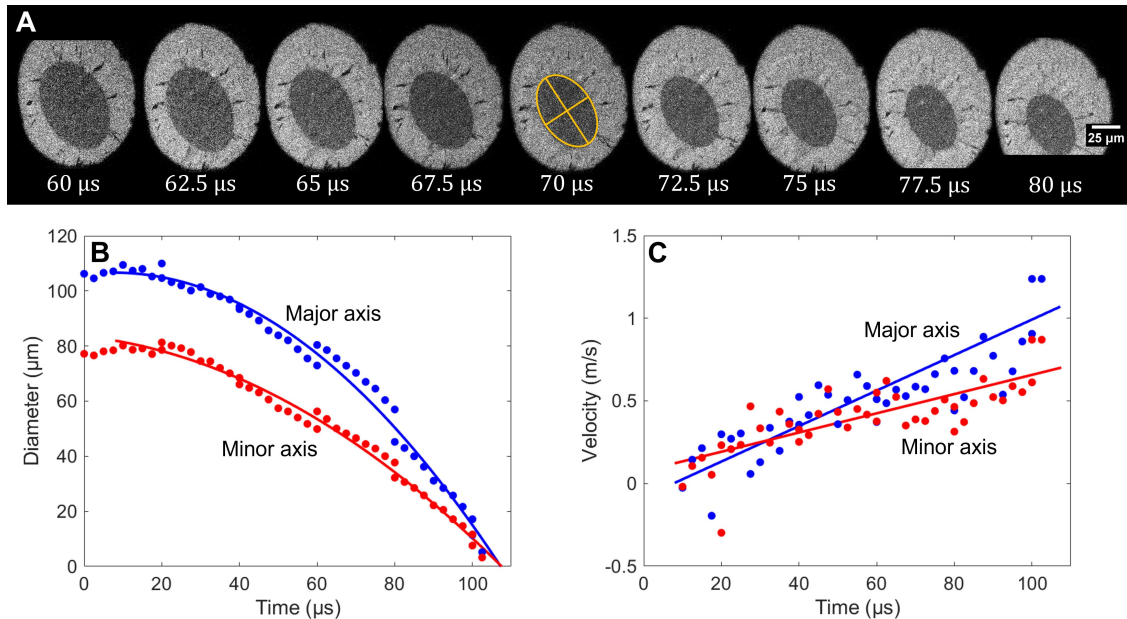 A
60 µs
62.5 µs
65 µs
67.5 µs
70 µs
72.5 µs
75 µs
77.5 µs
80 µs
25 µm
B
120
100
80
60
40
20
0
Diameter (µm)
Major axis
Minor axis
0
20
40
60
80
100
Time (µs)
C
1.5
1
0.5
0
-0.5
Velocity (m/s)
Major axis
Minor axis
0
20
40
60
80
100
Time (µs)